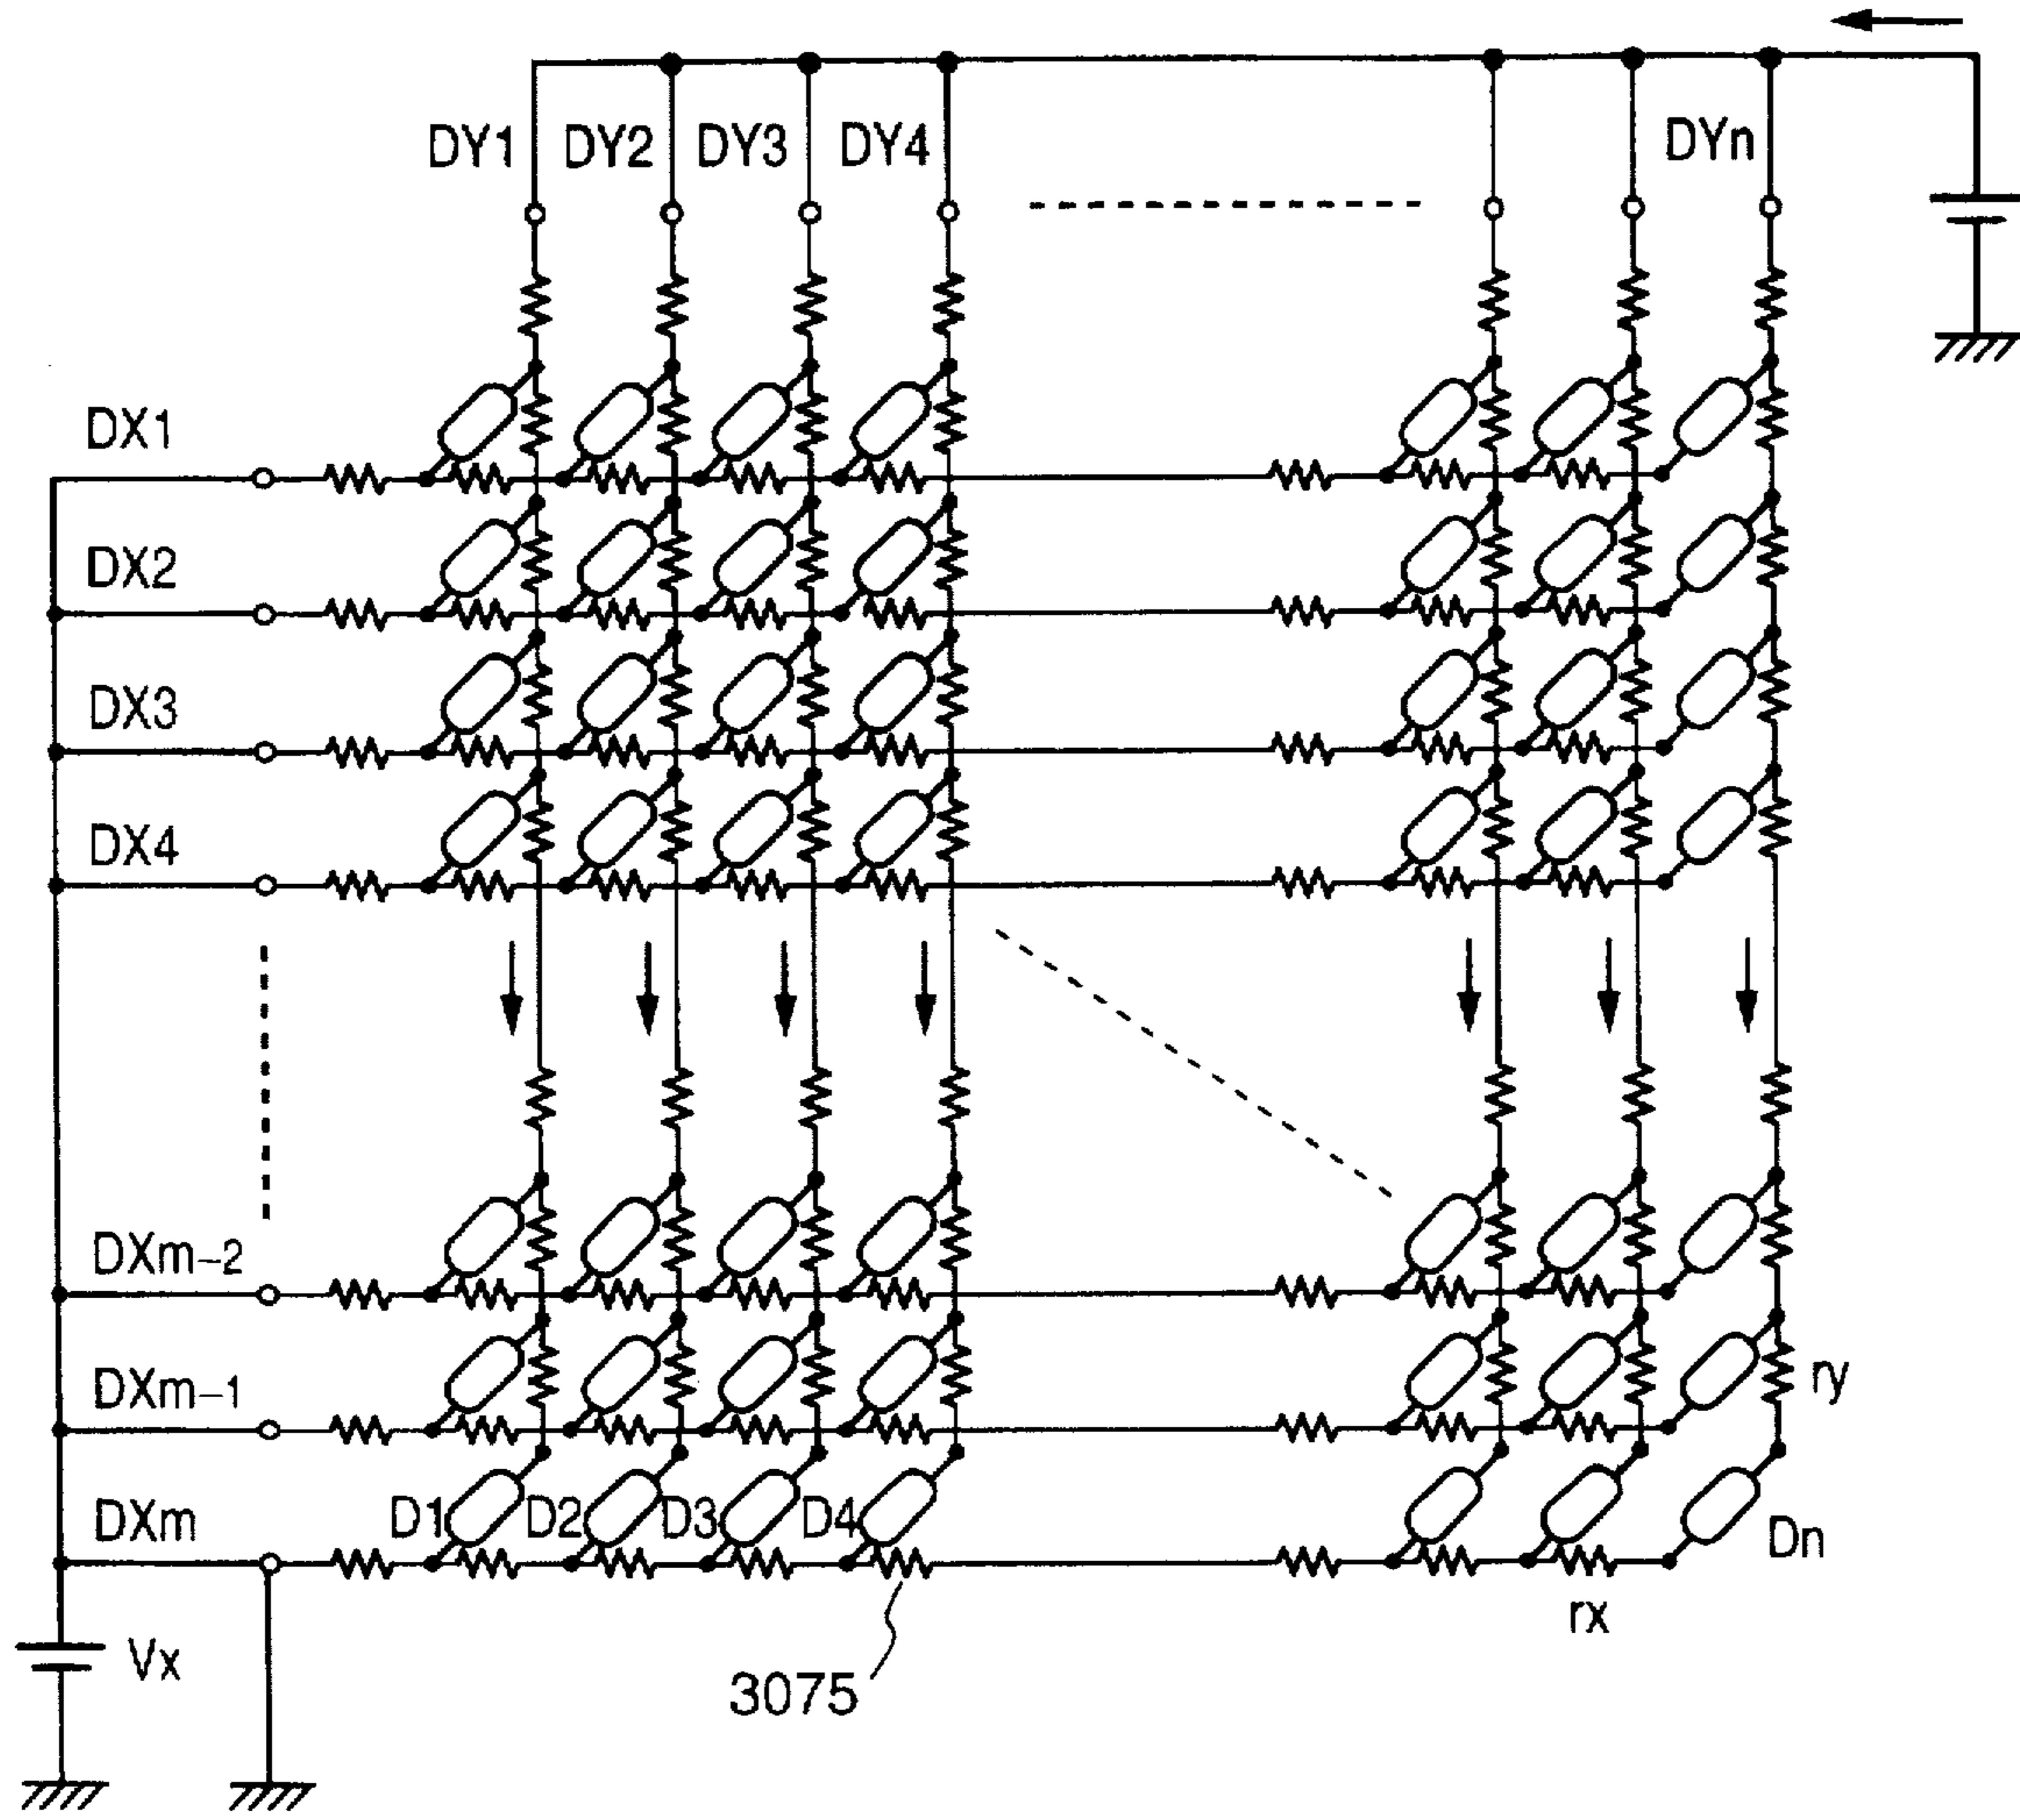 DY1 DY2 DY3 DY4 DYn
DX1
DX2
DX3
DX4
DXm-2
DXm-1
ry
DXm D1 D2 D3 D4 Dn
rx
Vx
3075